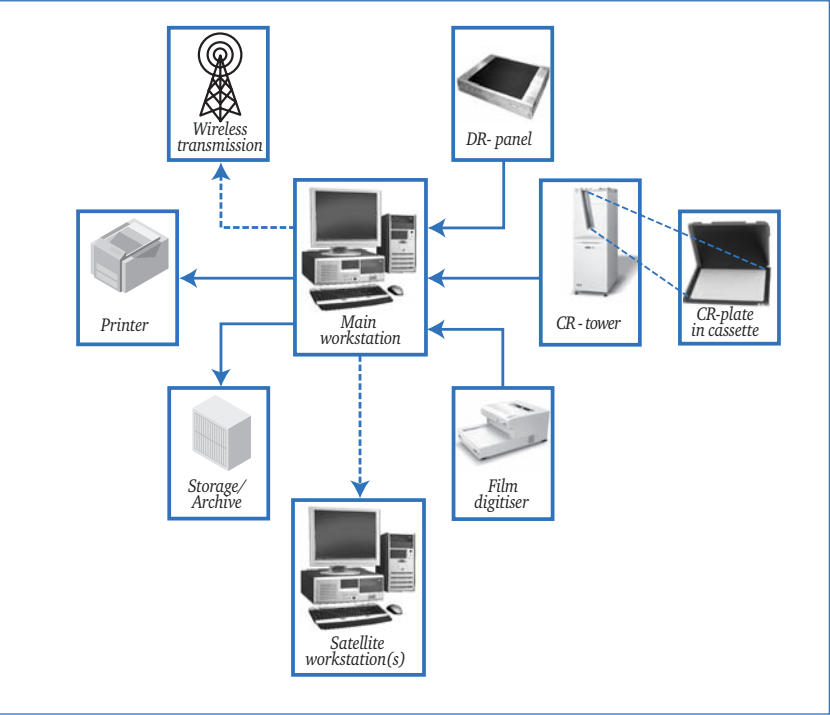 Wireless
transmission
DR- panel
Printer
Main
workstation
CR - tower
CR-plate
in cassette
Storage/
Archive
Film
digitiser
Satellite
workstation(s)